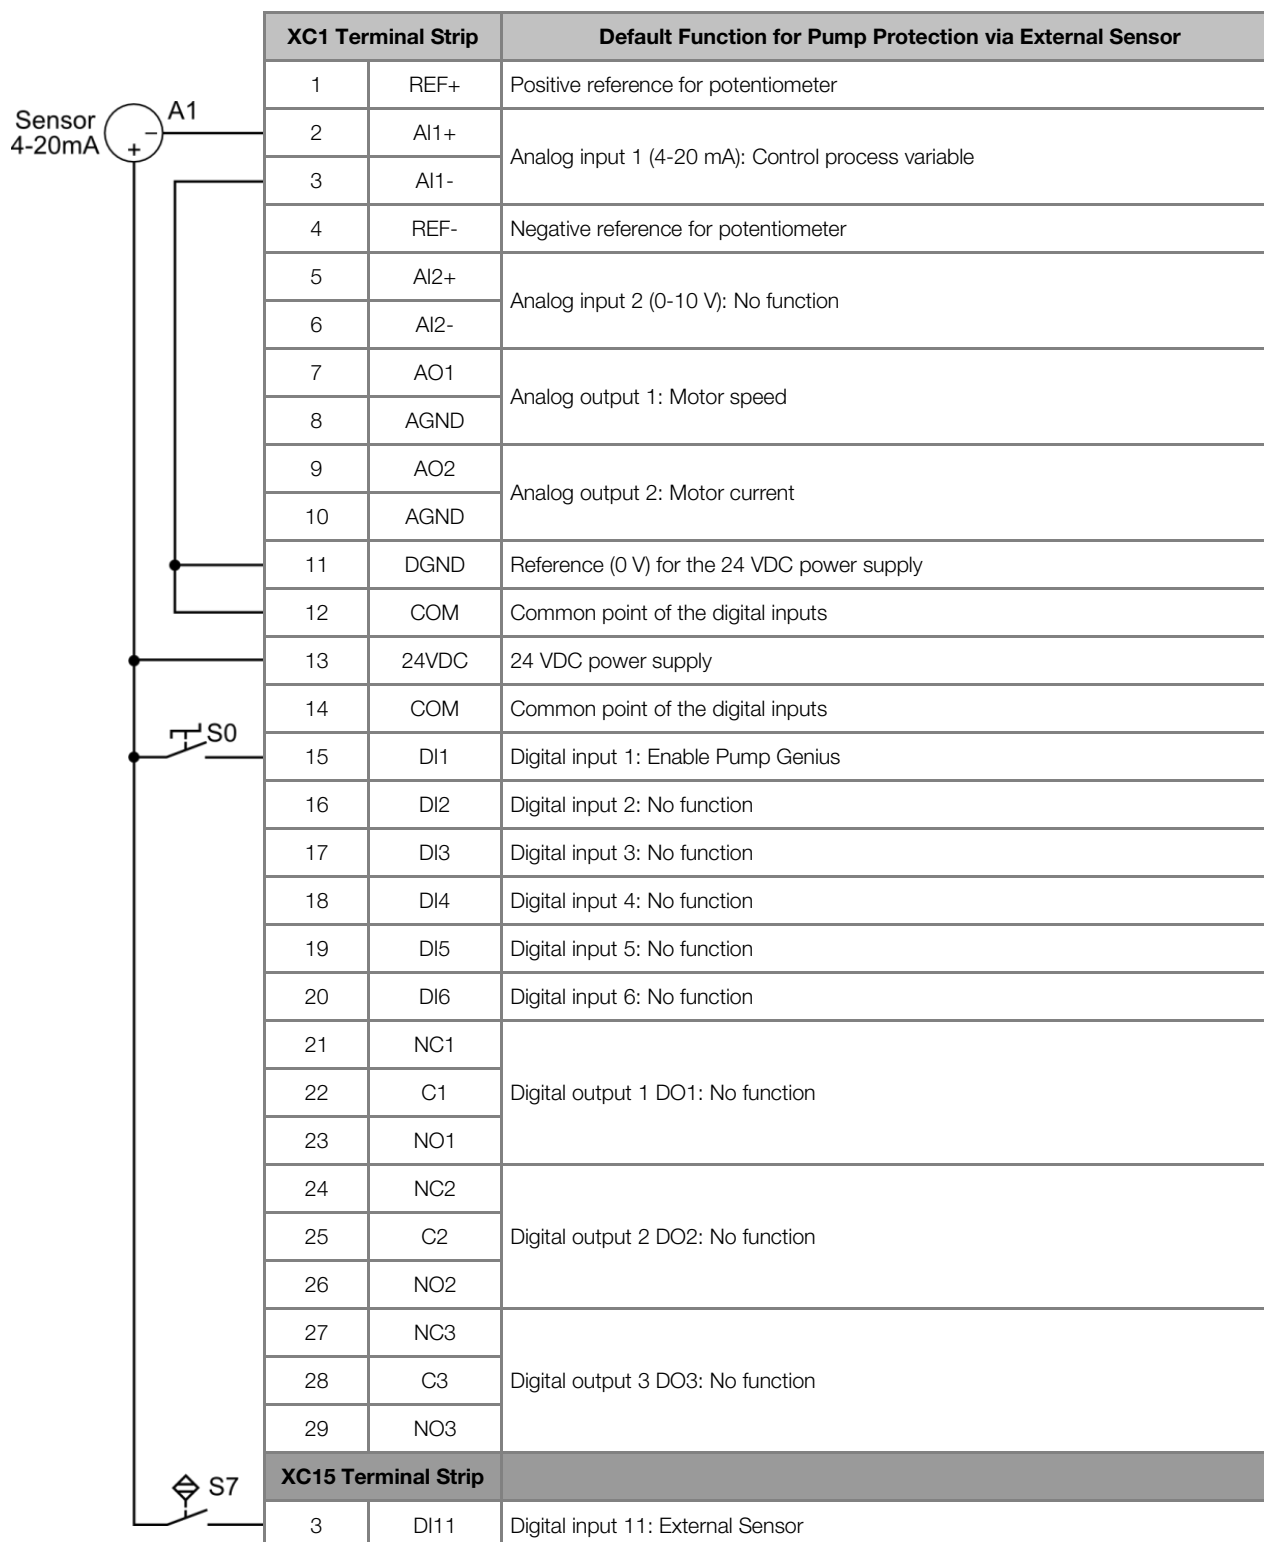 XC1 Terminal Strip Default Function for Pump Protection via External Sensor
1 REF+ Positive reference for potentiometer
Sensor
4-20mA
A1
+
−
2 AI1+
Analog input 1 (4-20 mA): Control process variable
3 AI1-
4 REF- Negative reference for potentiometer
5 AI2+
Analog input 2 (0-10 V): No function
6 AI2-
7 AO1
Analog output 1: Motor speed
8 AGND
9 AO2
Analog output 2: Motor current
10 AGND
11 DGND Reference (0 V) for the 24 VDC power supply
12 COM Common point of the digital inputs
13 24VDC 24 VDC power supply
14 COM Common point of the digital inputs
S0
15 DI1 Digital input 1: Enable Pump Genius
16 DI2 Digital input 2: No function
17 DI3 Digital input 3: No function
18 DI4 Digital input 4: No function
19 DI5 Digital input 5: No function
20 DI6 Digital input 6: No function
21 NC1
22 C1 Digital output 1 DO1: No function
23 NO1
24 NC2
25 C2 Digital output 2 DO2: No function
26 NO2
27 NC3
28 C3 Digital output 3 DO3: No function
29 NO3
XC15 Terminal Strip
S7
3 DI11 Digital input 11: External Sensor